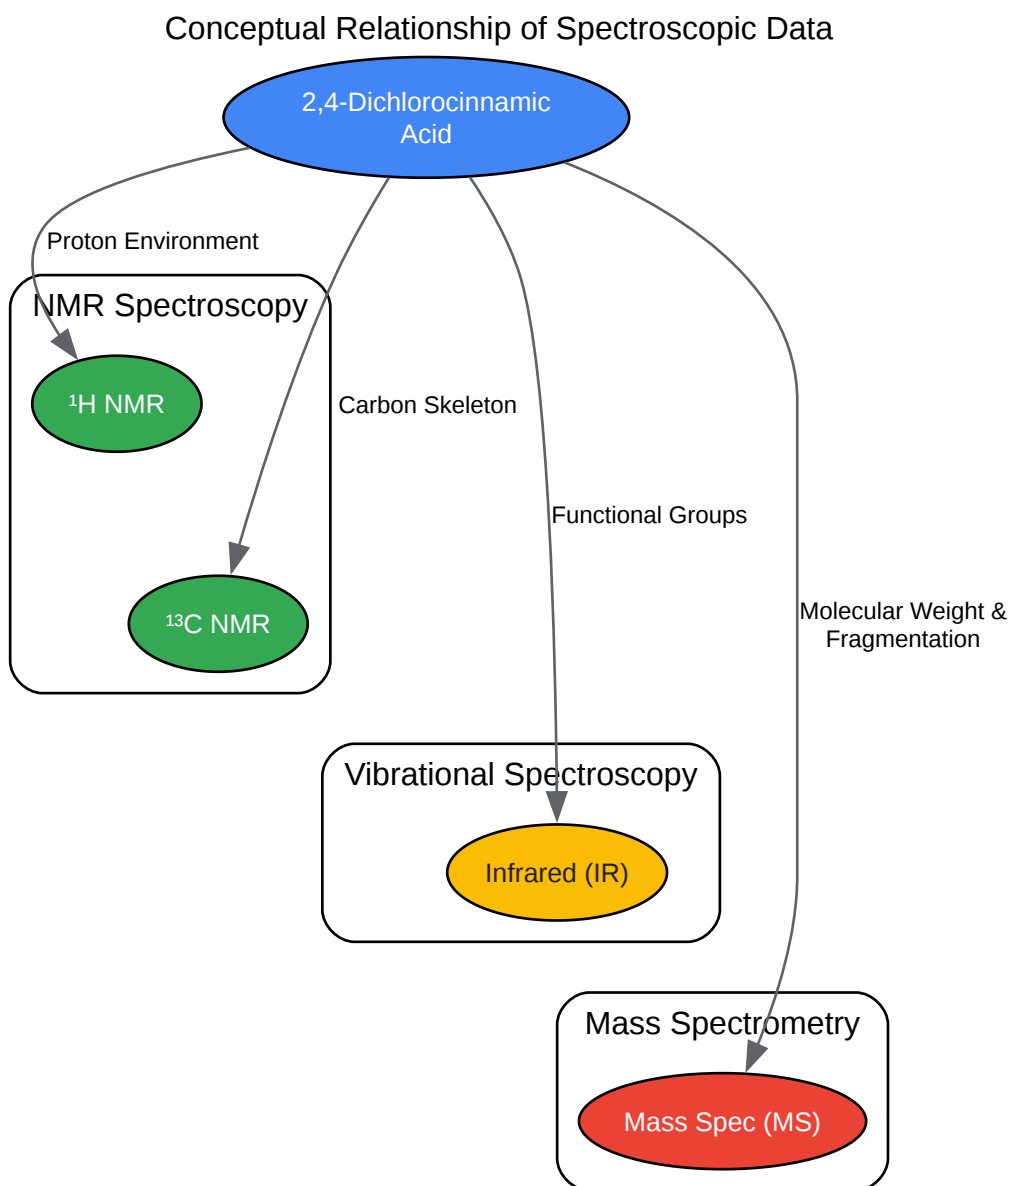 Conceptual Relationship of Spectroscopic Data
2,4-Dichlorocinnamic
Acid
Proton Environment
NMR Spectroscopy
¹H NMR
Carbon Skeleton
Functional Groups
¹³C NMR
Molecular Weight &
Fragmentation
Vibrational Spectroscopy
Infrared (IR)
Mass Spectrometry
Mass Spec (MS)